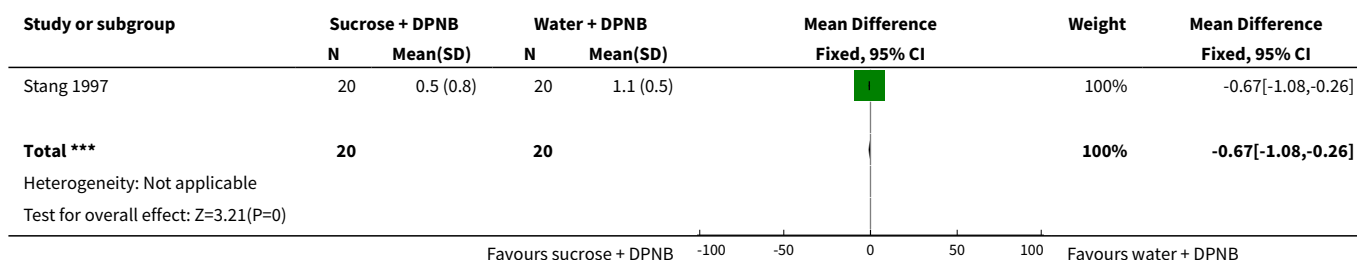 Study or subgroup Sucrose + DPNB Water + DPNB Mean Difference Weight Mean Difference
N Mean(SD) N Mean(SD) Fixed, 95% CI Fixed, 95% CI
Stang 1997 20 0.5 (0.8) 20 1.1 (0.5) 100% -0.67[-1.08,-0.26]
Total *** 20 20 100% -0.67[-1.08,-0.26]
Heterogeneity: Not applicable
Test for overall effect: Z=3.21(P=0)
Favours sucrose + DPNB -100 -50 0 50 100 Favours water + DPNB